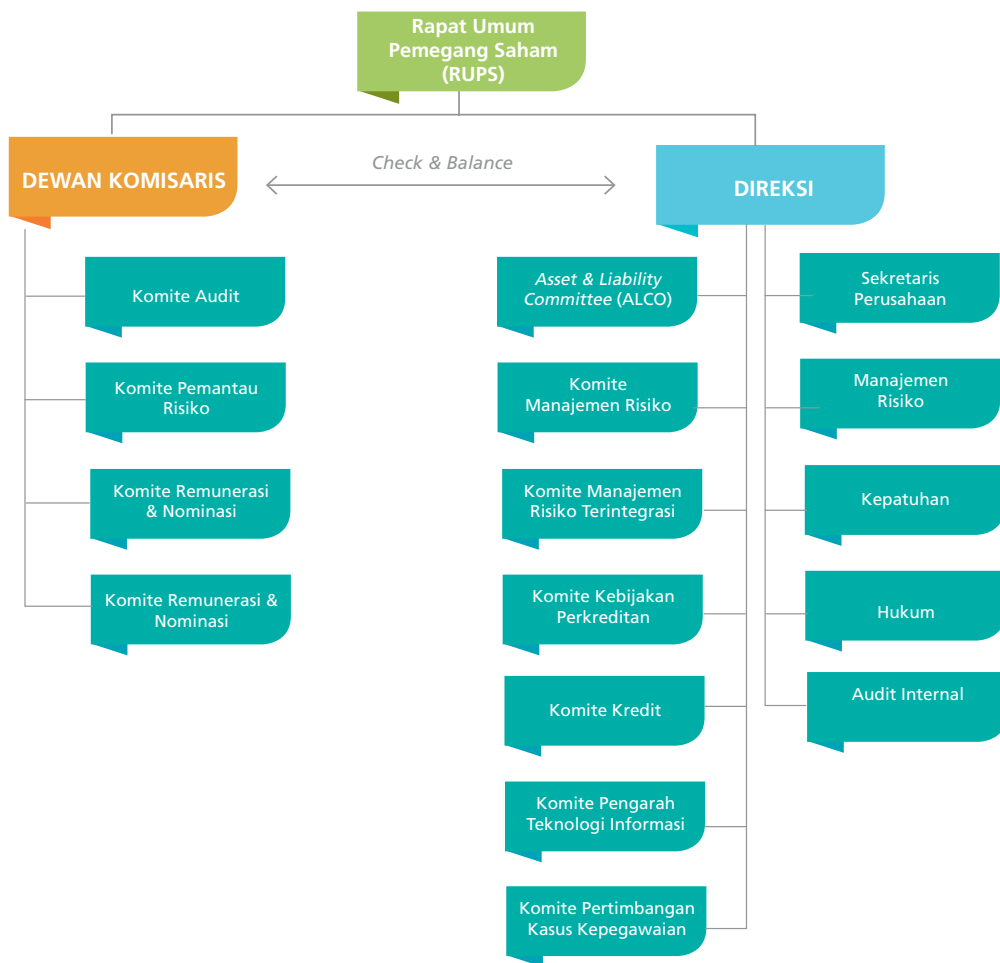 Rapat Umum
Pemegang Saham
(RUPS)
DEWAN KOMISARIS
Check & Balance
DIREKSI
Komite Audit
Komite Pemantau
Risiko
Komite Remunerasi
& Nominasi
Komite Remunerasi &
Nominasi
Asset & Liability
Committee (ALCO)
Komite
Manajemen Risiko
Komite Manajemen
Risiko Terintegrasi
Komite Kebijakan
Perkreditan
Komite Kredit
Komite Pengarah
Teknologi Informasi
Komite Pertimbangan
Kasus Kepegawaian
Sekretaris
Perusahaan
Manajemen
Risiko
Kepatuhan
Hukum
Audit Internal